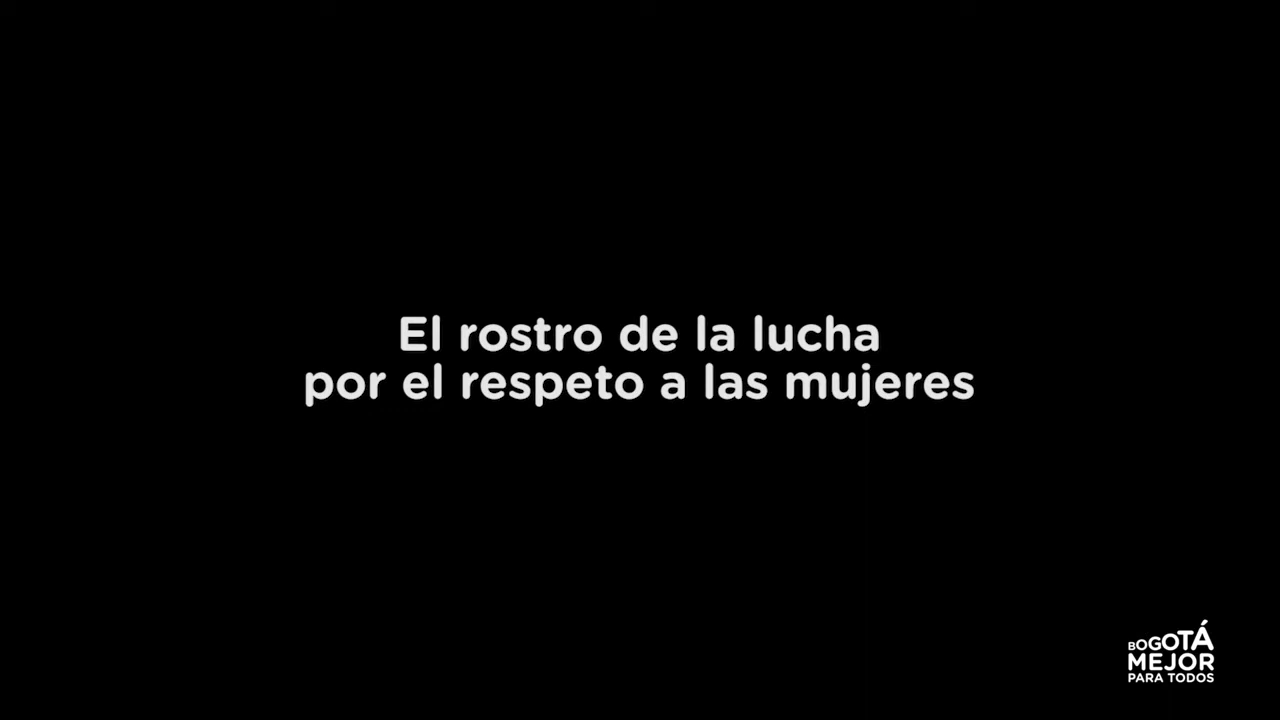 El rostro de la lucha
por el respeto a las mujeres
BOGOTÁ
MEJOR
PARA TODOS